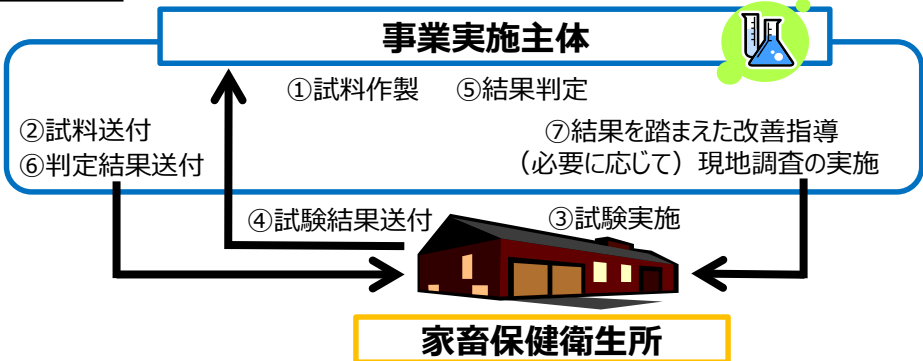 事業実施主体
①試料作製 ⑤結果判定
②試料送付
⑥判定結果送付
⑦結果を踏まえた改善指導
（必要に応じて）現地調査の実施
④試験結果送付
③試験実施
家畜保健衛生所